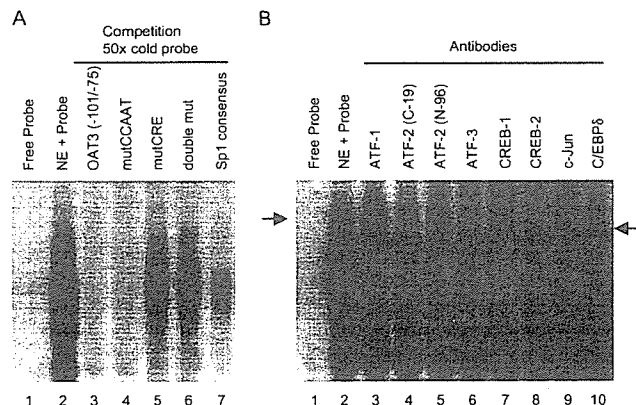 A
Competition
50x cold probe
Free Probe
NE + Probe
OAT3 (-101/-75)
mutCCAAT
mutCRE
double mut
Sp1 consensus
1 2 3 4 5 6 7
B
Antibodies
Free Probe
NE + Probe
ATF-1
ATF-2 (C-19)
ATF-2 (N-96)
ATF-3
CREB-1
CREB-2
c-Jun
C/EBPδ
1 2 3 4 5 6 7 8 9 10